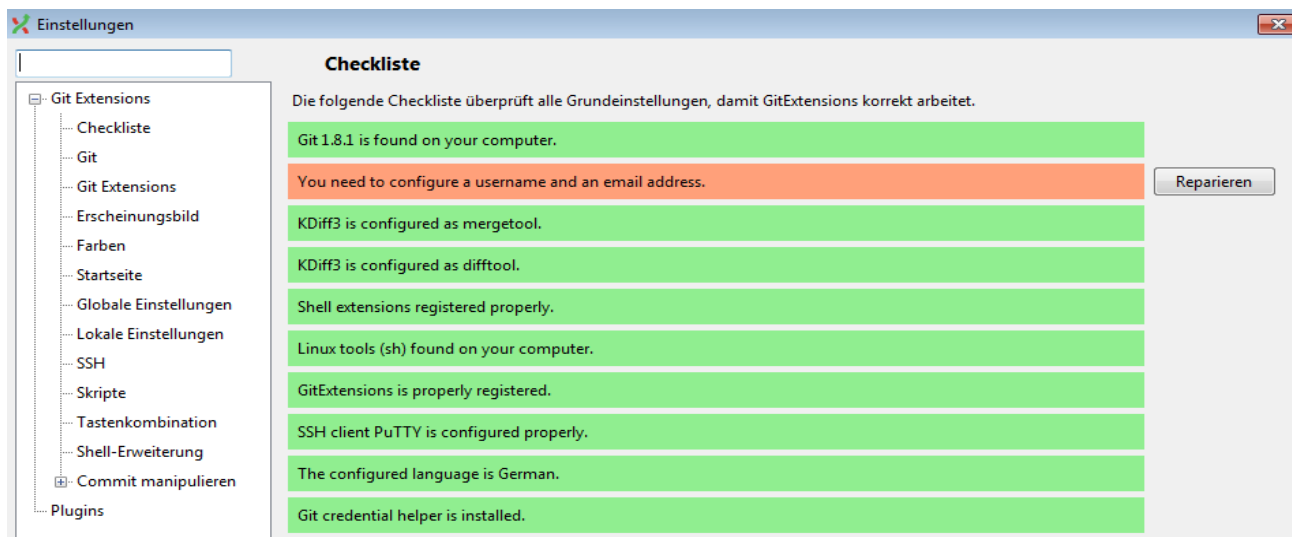 Einstellungen
Checkliste
Git Extensions
Checkliste
Git
Git Extensions
Erscheinungsbild
Farben
Startseite
Globale Einstellungen
Lokale Einstellungen
SSH
Skripte
Tastenkombination
Shell-Erweiterung
Commit manipulieren
Plugins
Die folgende Checkliste überprüft alle Grundeinstellungen, damit GitExtensions korrekt arbeitet.
Git 1.8.1 is found on your computer.
You need to configure a username and an email address.
Reparieren
KDiff3 is configured as mergetool.
KDiff3 is configured as difftool.
Shell extensions registered properly.
Linux tools (sh) found on your computer.
GitExtensions is properly registered.
SSH client PuTTY is configured properly.
The configured language is German.
Git credential helper is installed.